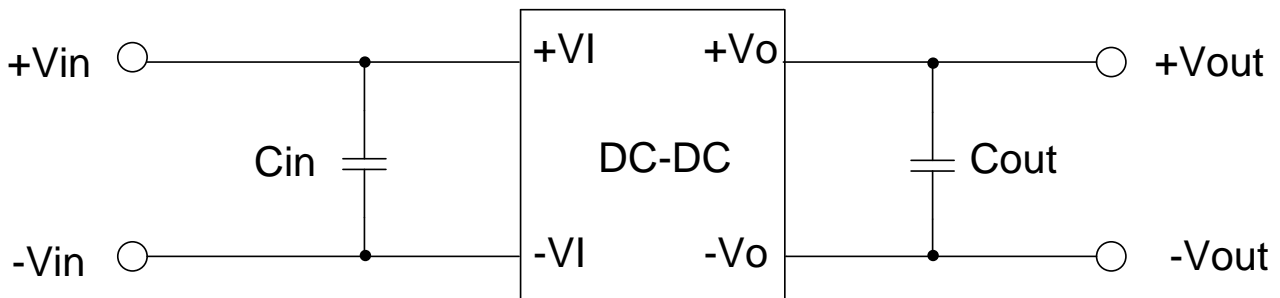 +Vin
+VI
+Vo
+Vout
Cin
DC-DC
Cout
-Vin
-VI
-Vo
-Vout